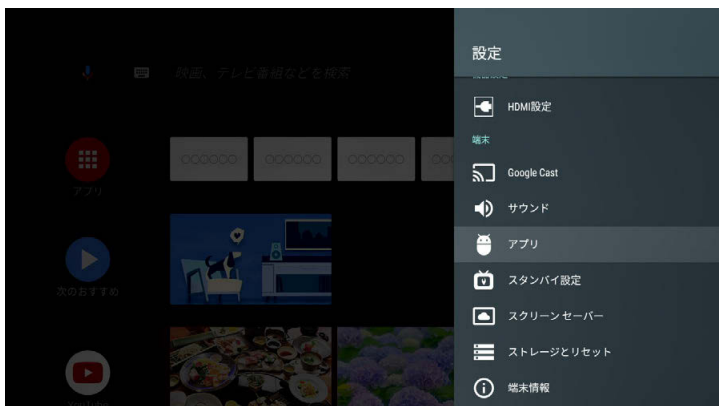 設定
映画、テレビ番組などを検索
HDMI設定
端末
Google Cast
サウンド
アプリ
スタンバイ設定
スクリーン セーバー
ストレージとリセット
端末情報
アプリ
次のおすすめ
YouTube